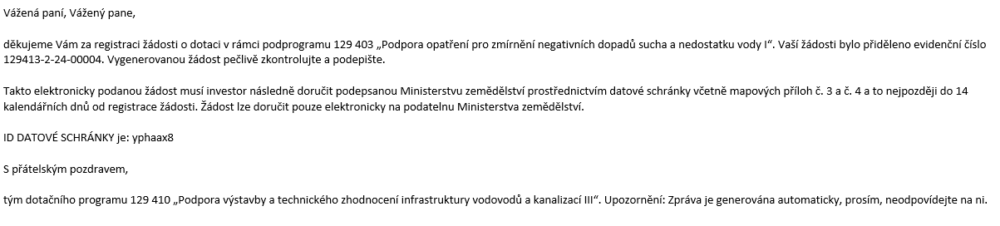 Vážená paní, Vážený pane,
děkujeme Vám za registraci žádosti o dotaci v rámci podprogramu 129 403 „Podpora opatření pro zmírnění negativních dopadů sucha a nedostatku vody I“. Vaší žádosti bylo přiděleno evidenční číslo
129413-2-24-00004. Vygenerovanou žádost pečlivě zkontrolujte a podepište.
Takto elektronicky podanou žádost musí investor následně doručit podepsanou Ministerstvu zemědělství prostřednictvím datové schránky včetně mapových příloh č. 3 a č. 4 a to nejpozději do 14
kalendářních dnů od registrace žádosti. Žádost lze doručit pouze elektronicky na podatelnu Ministerstva zemědělství.
ID DATOVÉ SCHRÁNKY je: yphaax8
S přátelským pozdravem,
tým dotačního programu 129 410 „Podpora výstavby a technického zhodnocení infrastruktury vodovodů a kanalizací III“. Upozornění: Zpráva je generována automaticky, prosím, neodpovídejte na ni.